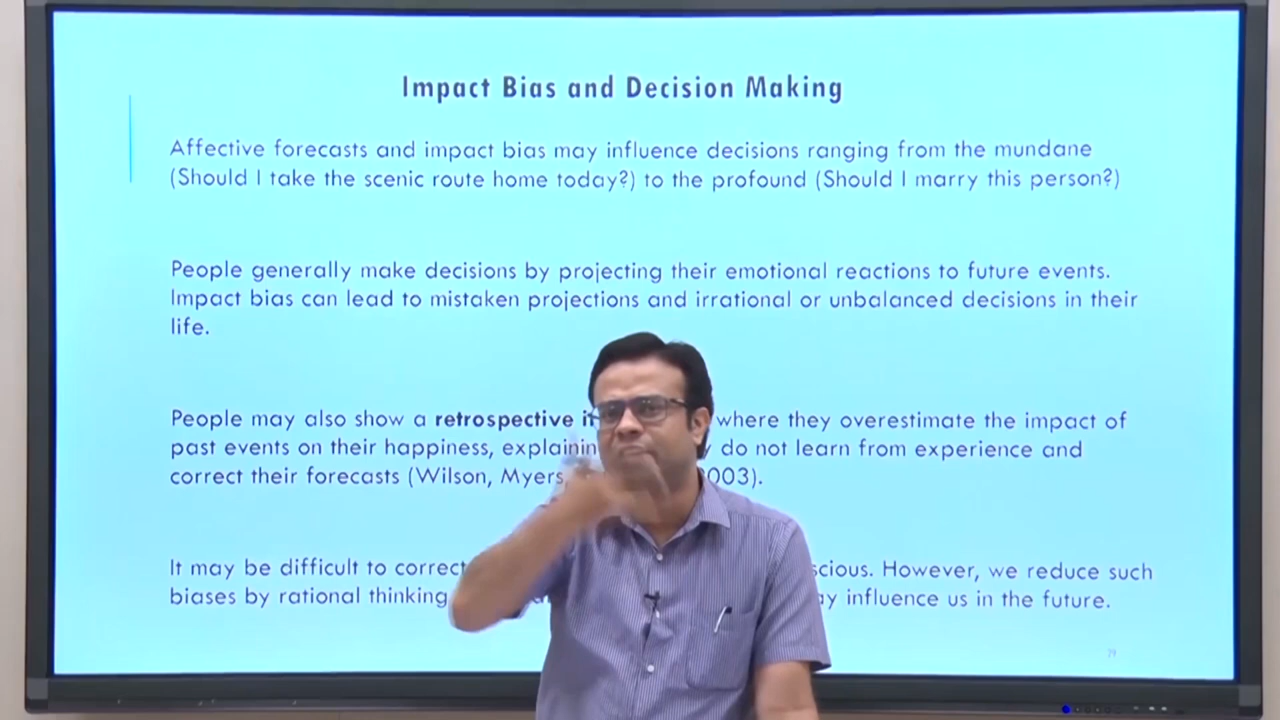 Impact Bias and Decision Making
Affective forecasts and impact bias may influence decisions ranging from the mundane
(Should I take the scenic route home today?) to the profound (Should I marry this person?)
People generally make decisions by projecting their emotional reactions to future events.
Impact bias can lead to mistaken projections and irrational or unbalanced decisions in their
life.
People may also show a retrospective where they overestimate the impact of
past events on their happiness, do not learn from experience and
correct their forecasts (Wilson, Myers, 003).
It may be difficult to correct However, we reduce such
biases by rational thinking influence us in the future.